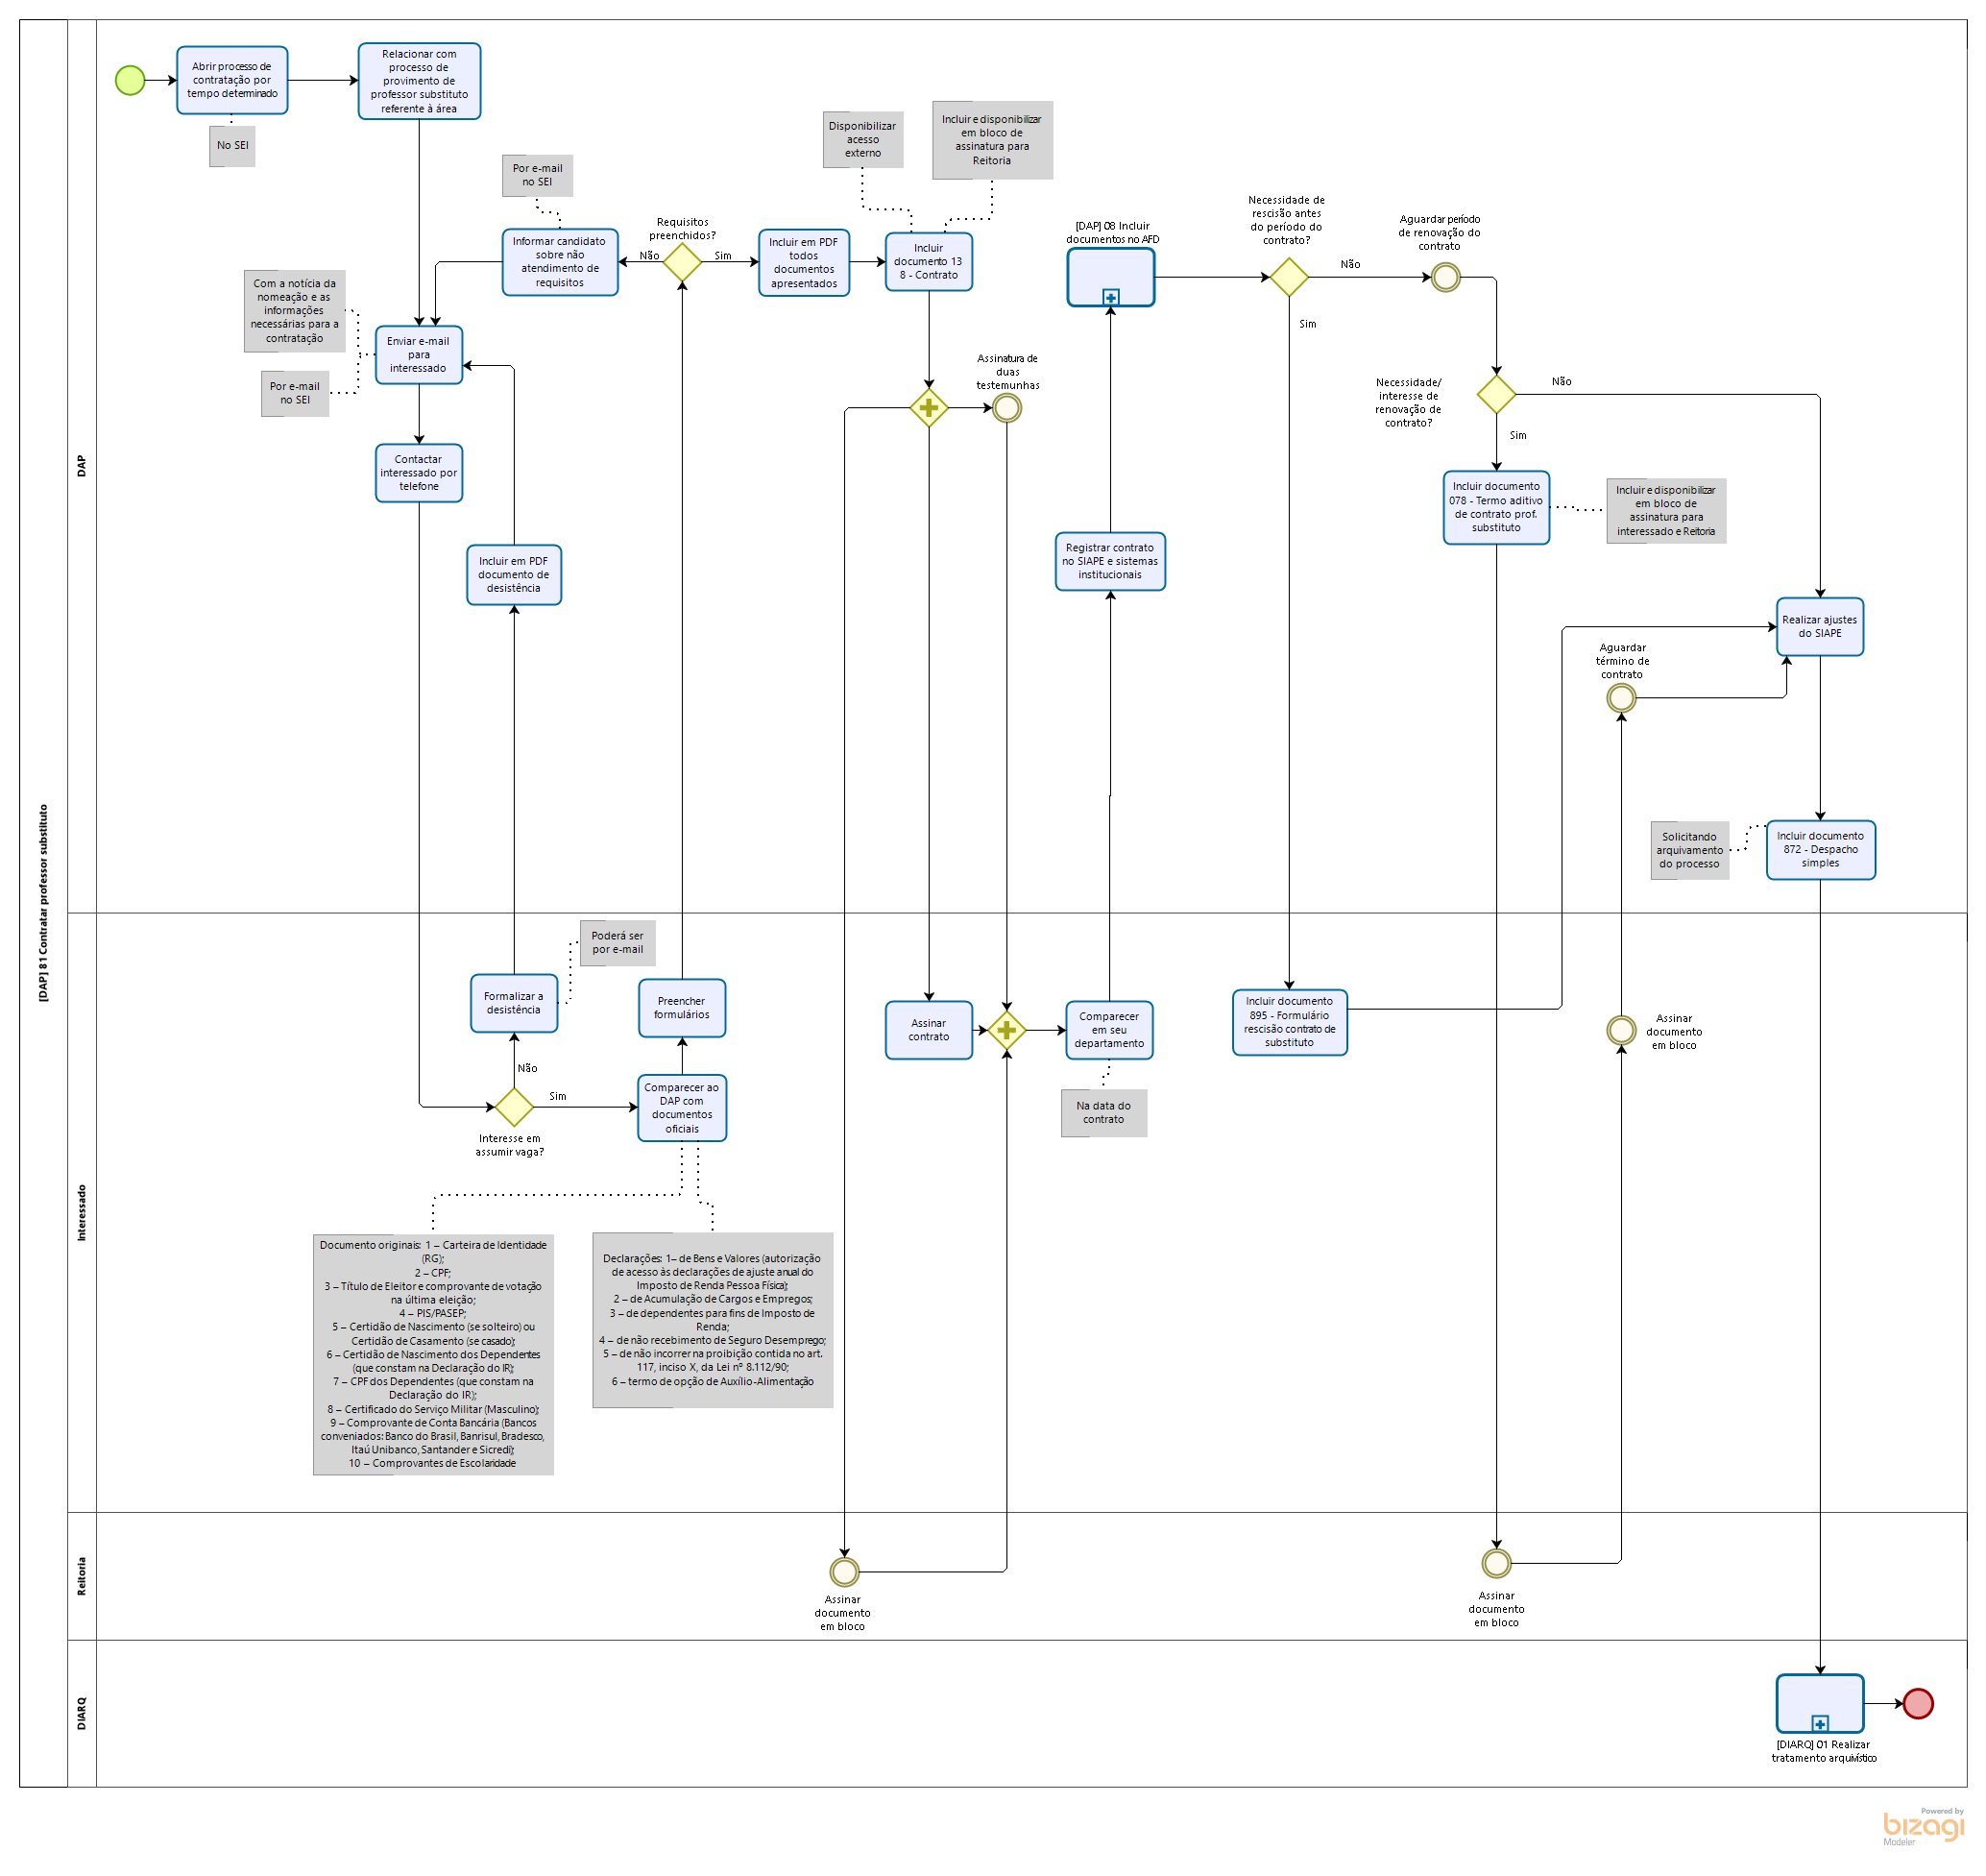 [DAP] 81 Contratar professor substituto
DAP
Abrir processo de
contratação por
tempo determinado
No SEI
Relacionar com
processo de
provimento de
professor substituto
referente à área
Por e-mail
no SEI
Informar candidato
sobre não
atendimento de
requisitos
Requisitos
preenchidos?
Não
Sim
Incluir em PDF
todos
documentos
apresentados
Disponibilizar
acesso
externo
Incluir e disponibilizar
em bloco de
assinatura para
Reitoria
Incluir
documento 13
8 - Contrato
Com a notícia da
nomeação e as
informações
necessárias para a
contratação
Por e-mail
no SEI
Enviar e-mail
para
interessado
Contactar
interessado por
telefone
Incluir em PDF
documento de
desistência
Assinatura de
duas
testemunhas
[DAP] 08 Incluir
documentos no AFD
Registrar contrato
no SIAPE e sistemas
institucionais
Necessidade de
rescisão antes
do período do
contrato?
Não
Sim
Aguardar período
de renovação do
contrato
Necessidade/
interesse de
renovação de
contrato?
Não
Sim
Incluir documento
078 - Termo aditivo
de contrato prof.
substituto
Incluir e disponibilizar
em bloco de
assinatura para
interessado e Reitoria
Realizar ajustes
do SIAPE
Aguardar
término de
contrato
Solicitando
arquivamento
do processo
Incluir documento
872 - Despacho
simples
Interessado
Poderá ser
por e-mail
Formalizar a
desistência
Preencher
formulários
Não
Sim
Interesse em
assumir vaga?
Comparecer ao
DAP com
documentos
oficiais
Assinar
contrato
Comparecer
em seu
departamento
Na data do
contrato
Incluir documento
895 - Formulário
rescisão contrato de
substituto
Assinar
documento
em bloco
Documento originais: 1 – Carteira de Identidade
(RG);
2 – CPF;
3 – Título de Eleitor e comprovante de votação
na última eleição;
4 – PIS/PASEP;
5 – Certidão de Nascimento (se solteiro) ou
Certidão de Casamento (se casado);
6 – Certidão de Nascimento dos Dependentes
(que constam na Declaração do IR);
7 – CPF dos Dependentes (que constam na
Declaração do IR);
8 – Certificado do Serviço Militar (Masculino);
9 – Comprovante de Conta Bancária (Bancos
conveniados: Banco do Brasil, Banrisul, Bradesco,
Itaú Unibanco, Santander e Sicredi);
10 – Comprovantes de Escolaridade
Declarações: 1– de Bens e Valores (autorização
de acesso às declarações de ajuste anual do
Imposto de Renda Pessoa Física);
2 – de Acumulação de Cargos e Empregos;
3 – de dependentes para fins de Imposto de
Renda;
4 – de não recebimento de Seguro Desemprego;
5 – de não incorrer na proibição contida no art.
117, inciso X, da Lei nº 8.112/90;
6 – termo de opção de Auxílio-Alimentação
Reitoria
Assinar
documento
em bloco
Assinar
documento
em bloco
DIARQ
[DIARQ] 01 Realizar
tratamento arquivístico
Powered by
bizagi
Modeler